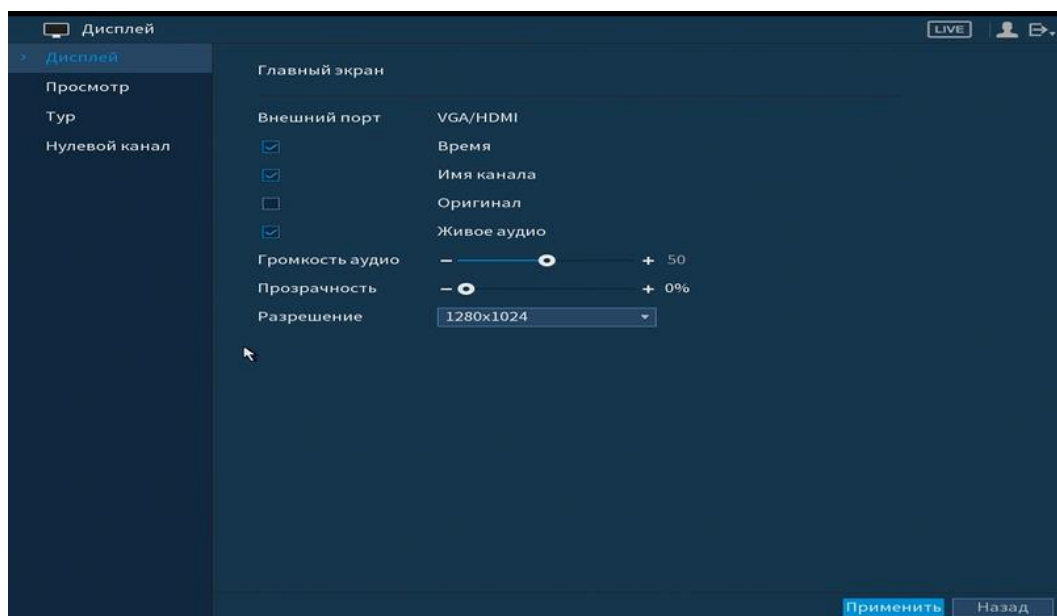 Дисплей
LIVE
Дисплей
Просмотр
Тур
Нулевой канал
Главный экран
Внешний порт VGA/HDMI
Время
Имя канала
Оригинал
Живое аудио
Громкость аудио - + 50
Прозрачность - + 0%
Разрешение 1280x1024
Применить Назад